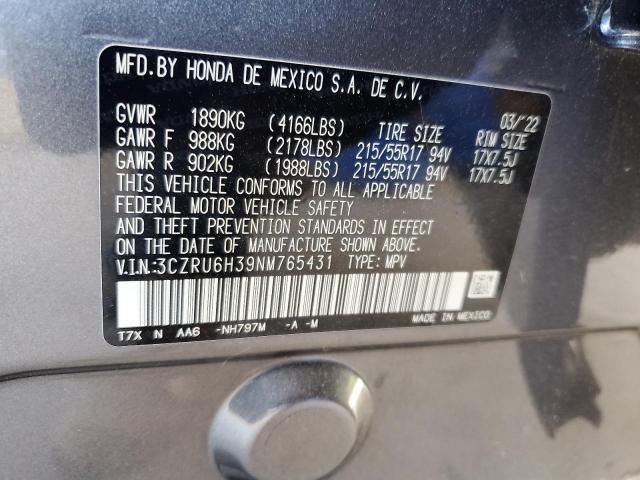 MFD.BY HONDA DE MEXICO S.A. DE C.V.
03/'22
GVWR 1890KG (4166LBS) TIRE SIZE RIM SIZE
GAWR F 988KG (2178LBS) 215/55R17 94V 17X7.5J
GAWR R 902KG (1988LBS) 215/55R17 94V 17X7.5J
THIS VEHICLE CONFORMS TO ALL APPLICABLE
FEDERAL MOTOR VEHICLE SAFETY
AND THEFT PREVENTION STANDARDS IN EFFECT
ON THE DATE OF MANUFACTURE SHOWN ABOVE.
V.I.N.:3CZRU6H39NM765431 TYPE: MPV
T7X N AA6 -NH797M -A -M
MADE IN MEXICO